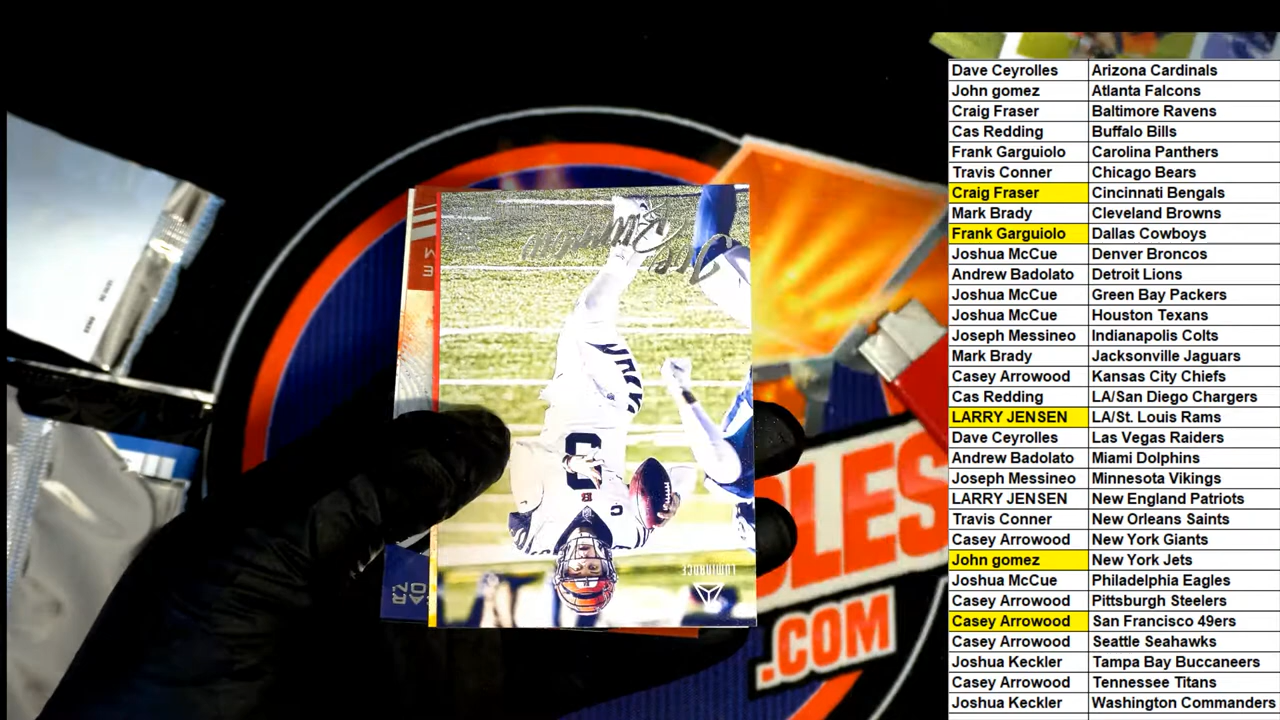 Dave Ceyrolles Arizona Cardinals
John gomez Atlanta Falcons
Craig Fraser Baltimore Ravens
Cas Redding Buffalo Bills
Frank Garguiolo Carolina Panthers
Travis Conner Chicago Bears
Craig Fraser Cincinnati Bengals
Mark Brady Cleveland Browns
Frank Garguiolo Dallas Cowboys
Joshua McCue Denver Broncos
Andrew Badolato Detroit Lions
Joshua McCue Green Bay Packers
Joshua McCue Houston Texans
Joseph Messineo Indianapolis Colts
Mark Brady Jacksonville Jaguars
Casey Arrowood Kansas City Chiefs
Cas Redding LA/San Diego Chargers
LARRY JENSEN LA/St. Louis Rams
Dave Ceyrolles Las Vegas Raiders
Andrew Badolato Miami Dolphins
Joseph Messineo Minnesota Vikings
LARRY JENSEN New England Patriots
Travis Conner New Orleans Saints
Casey Arrowood New York Giants
John gomez New York Jets
Joshua McCue Philadelphia Eagles
Casey Arrowood Pittsburgh Steelers
Casey Arrowood San Francisco 49ers
Casey Arrowood Seattle Seahawks
Joshua Keckler Tampa Bay Buccaneers
Casey Arrowood Tennessee Titans
Joshua Keckler Washington Commanders
LUMINANCE
.COM